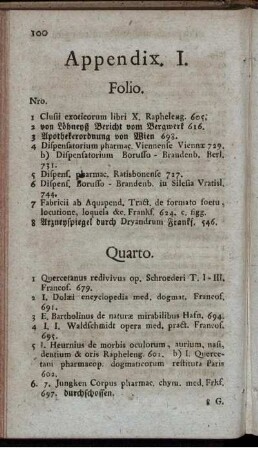 100
Appendix. I.
Folio.
Nro.
1 Clusii exoticorum libri X. Rapheleng. 605.
2 von Löhneyß Bericht vom Bergwerk 616.
3 Apothekerordnung von Wien 698.
4 Dispensatorium pharmac. Viennense Viennæ 729.
b) Dispensatorium Borusso-Brandenb. Berl.
731.
5 Dispens. pharmac. Ratisbonense 727.
6 Dispens. Borusso-Brandenb. in Silesia Vratisl.
744.
7 Fabricii ab Aquapend, Tract. de formato foetu,
locutione, loquela &c. Frankf. 624. c. figg.
8 Arzneyspiegel durch Dryandrum Frankf. 546.
Quarto.
1 Quercetanus redivivus op. Schroederi T. I-III.
Francof. 679.
2 I. Dolæi encyclopedia med. dogmat. Francof.
691.
3 E. Bartholinus de naturæ mirabilibus Hafn. 694.
4 I. I. Waldschmidt opera med. pract. Francof.
695.
5 I. Heurnius de morbis oculorum, aurium, nasi,
dentium & oris Rapheleng. 602. b) I. Querce-
tani pharmacop. dogmaticorum restituta Paris
602.
6. 7. Jungken Corpus pharmac. chym. med. Fckf.
697. durchschossen.
8 G.